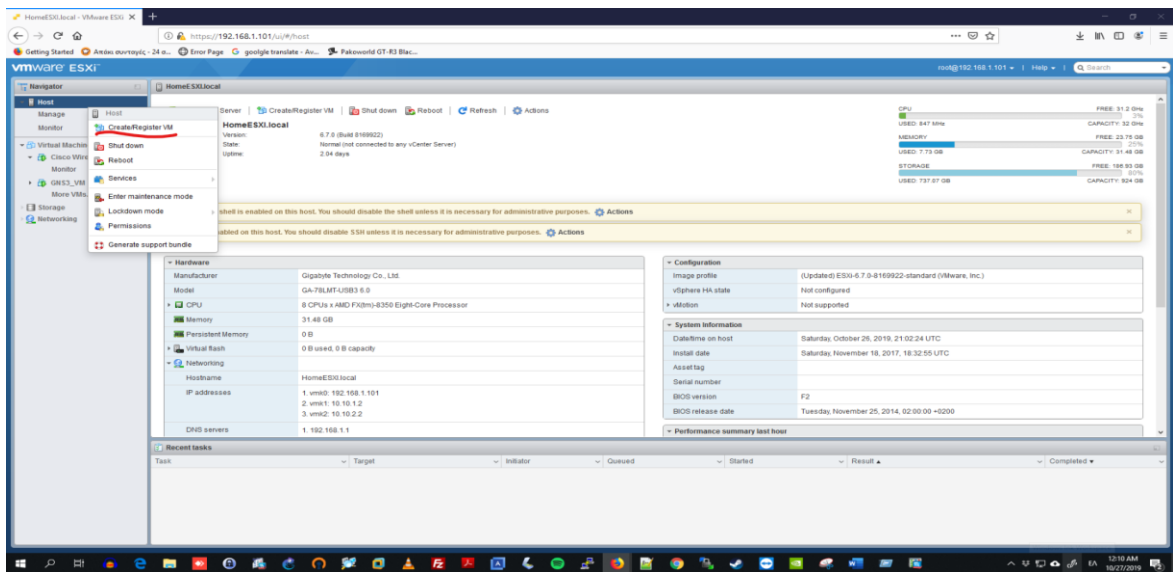 HomeESXi.local - VMware ESXi
https://192.168.1.101/ui/#/host
Getting Started
Error Page
google translate - Av...
Pakoworld GT-R3 Blac...
vmware ESXi
root@192.168.1.101
Help
Search
Navigator
HomeESXI.local
Host
Manage
Monitor
Virtual Machin
Cisco Wire
Monitor
GNS3_VM
More VMs.
Storage
Networking
Host
Create/Register VM
Shut down
Reboot
Services
Enter maintenance mode
Lockdown mode
Permissions
Generate support bundle
Server
Create/Register VM
Shut down
Reboot
Refresh
Actions
HomeESXI.local
Version: 6.7.0 (Build 8169922)
State: Normal (not connected to any vCenter Server)
Uptime: 2.04 days
CPU FREE: 31.2 GHz
3%
USED: 847 MHz CAPACITY: 32 GHz
MEMORY FREE: 23.75 GB
25%
USED: 7.73 GB CAPACITY: 31.48 GB
STORAGE FREE: 186.93 GB
80%
USED: 737.07 GB CAPACITY: 924 GB
shell is enabled on this host. You should disable the shell unless it is necessary for administrative purposes. Actions
abled on this host. You should disable SSH unless it is necessary for administrative purposes. Actions
Hardware
Manufacturer Gigabyte Technology Co., Ltd.
Model GA-78LMT-USB3 6.0
CPU 8 CPUs x AMD FX(tm)-8350 Eight-Core Processor
Memory 31.48 GB
Persistent Memory 0 B
Virtual flash 0 B used, 0 B capacity
Networking
Hostname HomeESXI.local
IP addresses 1. vmk0: 192.168.1.101
2. vmk1: 10.10.1.2
3. vmk2: 10.10.2.2
DNS servers 1. 192.168.1.1
Configuration
Image profile (Updated) ESXi-6.7.0-8169922-standard (VMware, Inc.)
vSphere HA state Not configured
vMotion Not supported
System Information
Date/time on host Saturday, October 26, 2019, 21:02:24 UTC
Install date Saturday, November 18, 2017, 18:32:55 UTC
Asset tag
Serial number
BIOS version F2
BIOS release date Tuesday, November 25, 2014, 02:00:00 +0200
Performance summary last hour
Recent tasks
Task Target Initiator Queued Started Result Completed
12:10 AM
10/27/2019